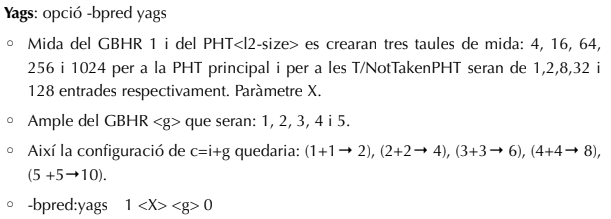 Yags: opció -bpred yags
○ Mida del GBHR 1 i del PHT<l2-size> es crearan tres taules de mida: 4, 16, 64,
256 i 1024 per a la PHT principal i per a les T/NotTakenPHT seran de 1,2,8,32 i
128 entrades respectivament. Paràmetre X.
○ Ample del GBHR <g> que seran: 1, 2, 3, 4 i 5.
○ Així la configuració de c=i+g quedaria: (1+1→ 2), (2+2→ 4), (3+3→ 6), (4+4→ 8),
(5 +5→10).
○ -bpred:yags 1 <X> <g> 0